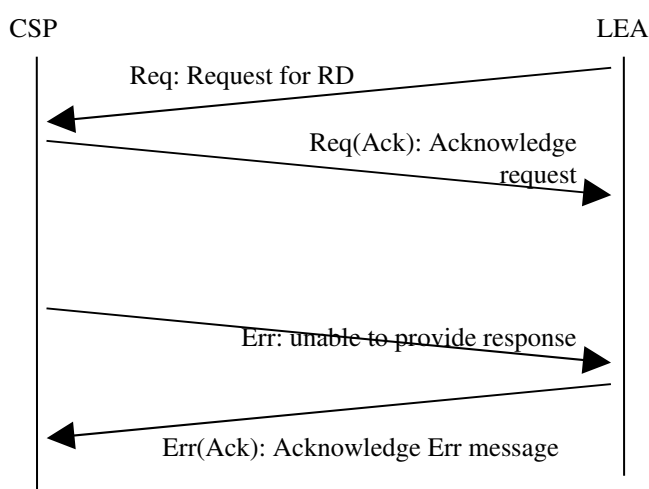 CSP
LEA
Req: Request for RD
Req(Ack): Acknowledge
request
Err: unable to provide response
Err(Ack): Acknowledge Err message